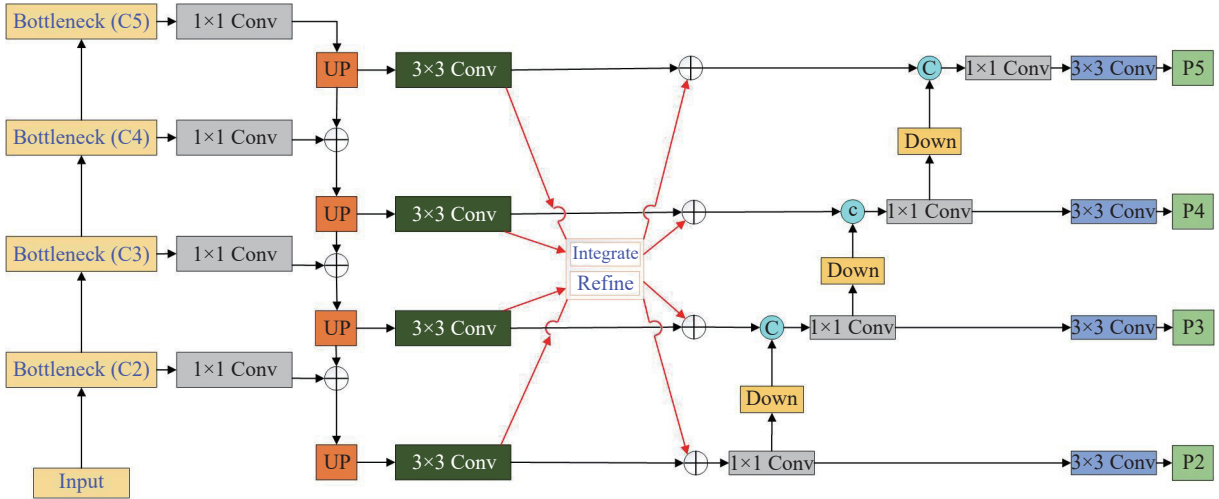 Bottleneck (C5)
1×1 Conv
UP
3×3 Conv
C
1×1 Conv
3×3 Conv
P5
Bottleneck (C4)
1×1 Conv
Down
UP
3×3 Conv
c
1×1 Conv
3×3 Conv
P4
Bottleneck (C3)
1×1 Conv
Integrate
Refine
Down
UP
3×3 Conv
C
1×1 Conv
3×3 Conv
P3
Bottleneck (C2)
1×1 Conv
Down
UP
3×3 Conv
1×1 Conv
3×3 Conv
P2
Input